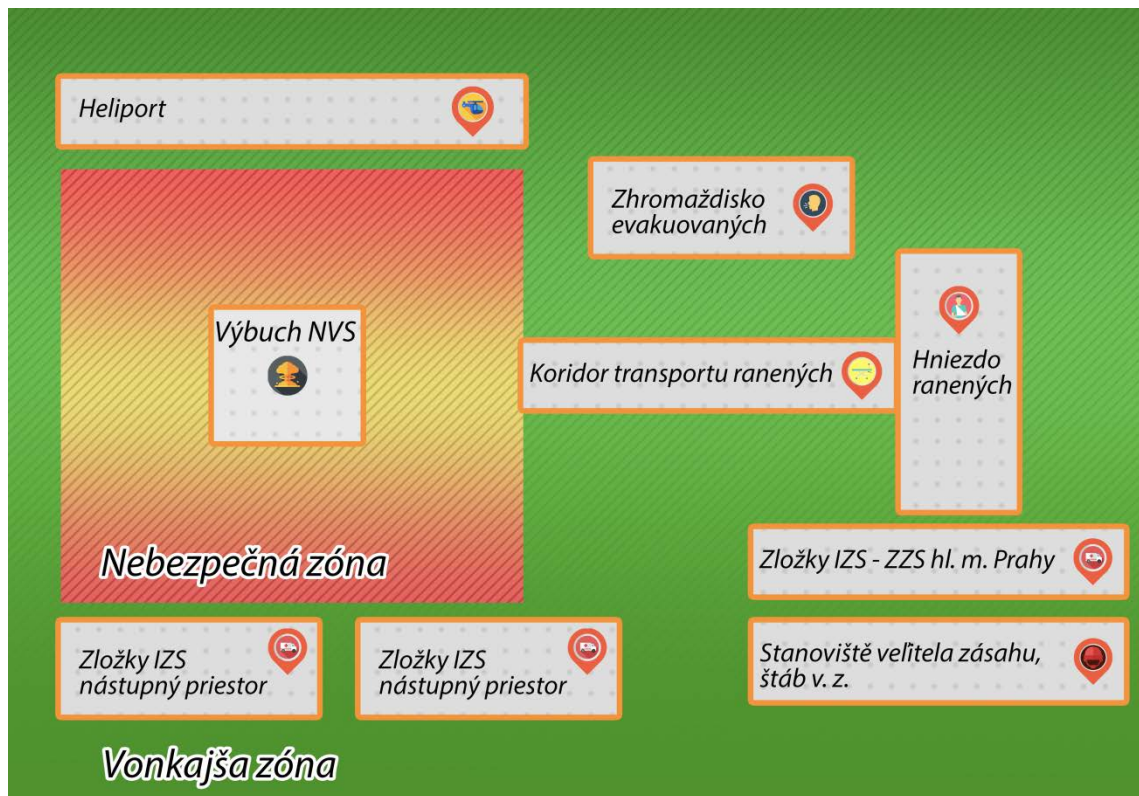 Heliport
Zhromaždisko
evakuovaných
Výbuch NVS
Koridor transportu ranených
Hniezdo
ranených
Nebezpečná zóna
Zložky IZS - ZZS hl. m. Prahy
Zložky IZS
nástupný priestor
Zložky IZS
nástupný priestor
Stanoviště veľitela zásahu,
štáb v. z.
Vonkajša zóna